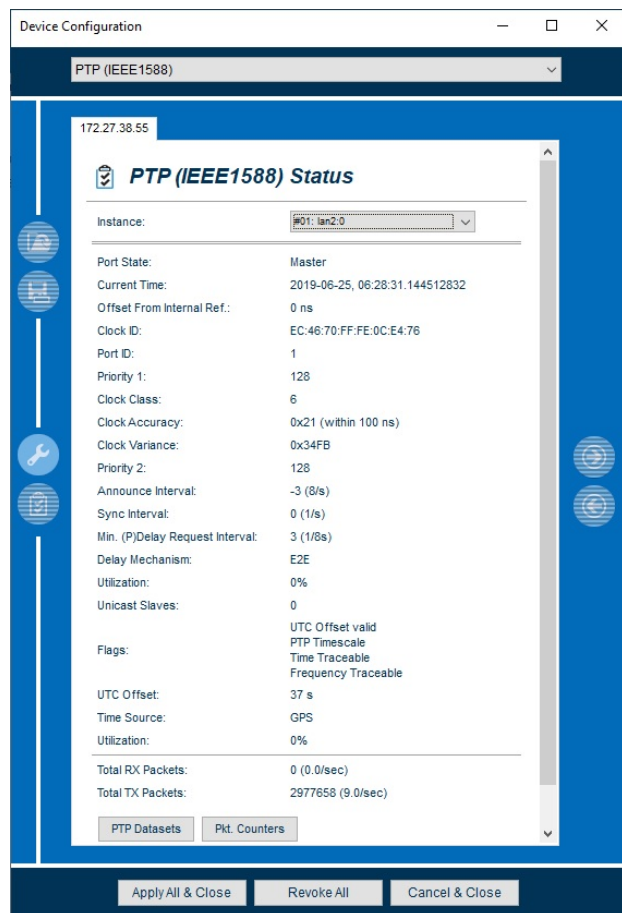 Device Configuration
PTP (IEEE1588)
172.27.38.55
PTP (IEEE1588) Status
Instance: #01: lan2:0
Port State: Master
Current Time: 2019-06-25, 06:28:31.144512832
Offset From Internal Ref.: 0 ns
Clock ID: EC:46:70:FF:FE:0C:E4:76
Port ID: 1
Priority 1: 128
Clock Class: 6
Clock Accuracy: 0x21 (within 100 ns)
Clock Variance: 0x34FB
Priority 2: 128
Announce Interval: -3 (8/s)
Sync Interval: 0 (1/s)
Min. (P)Delay Request Interval: 3 (1/8s)
Delay Mechanism: E2E
Utilization: 0%
Unicast Slaves: 0
Flags: UTC Offset valid
PTP Timescale
Time Traceable
Frequency Traceable
UTC Offset: 37 s
Time Source: GPS
Utilization: 0%
Total RX Packets: 0 (0.0/sec)
Total TX Packets: 2977658 (9.0/sec)
PTP Datasets Pkt. Counters
Apply All & Close Revoke All Cancel & Close